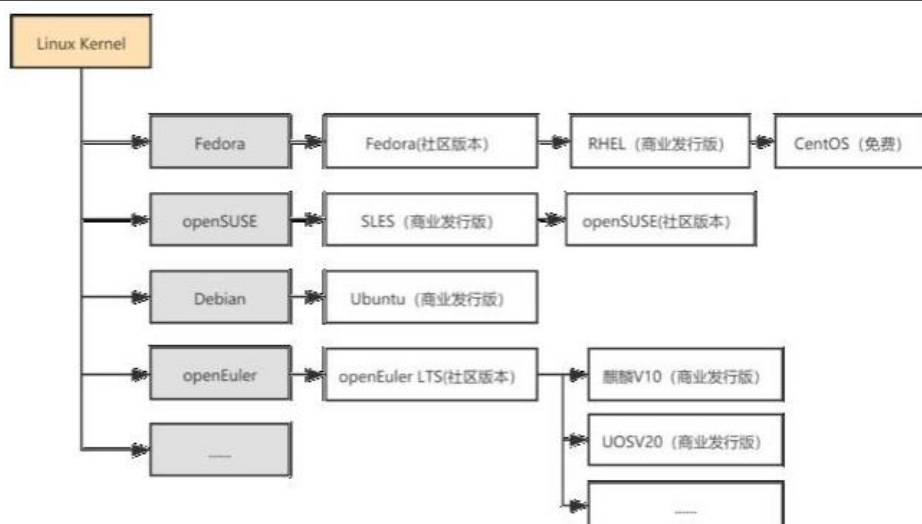 Linux Kernel
Fedora
Fedora(社区版本)
RHEL（商业发行版）
CentOS（免费）
openSUSE
SLES（商业发行版）
openSUSE(社区版本)
Debian
Ubuntu（商业发行版）
openEuler
openEuler LTS(社区版本)
麒麟V10（商业发行版）
UOSV20（商业发行版）
......
......